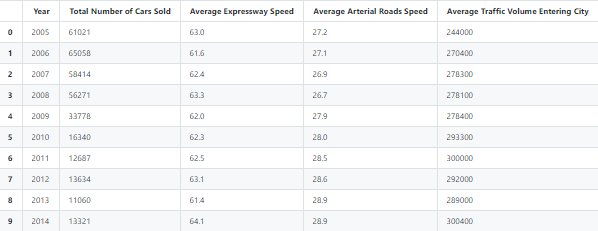 Year Total Number of Cars Sold Average Expressway Speed Average Arterial Roads Speed Average Traffic Volume Entering City
0 2005 61021 63.0 27.2 244000
1 2006 65058 61.6 27.1 270400
2 2007 58414 62.4 26.9 278300
3 2008 56271 63.3 26.7 278100
4 2009 33778 62.0 27.9 278400
5 2010 16340 62.3 28.0 293300
6 2011 12687 62.5 28.5 300000
7 2012 13634 63.1 28.6 292000
8 2013 11060 61.4 28.9 289000
9 2014 13321 64.1 28.9 300400